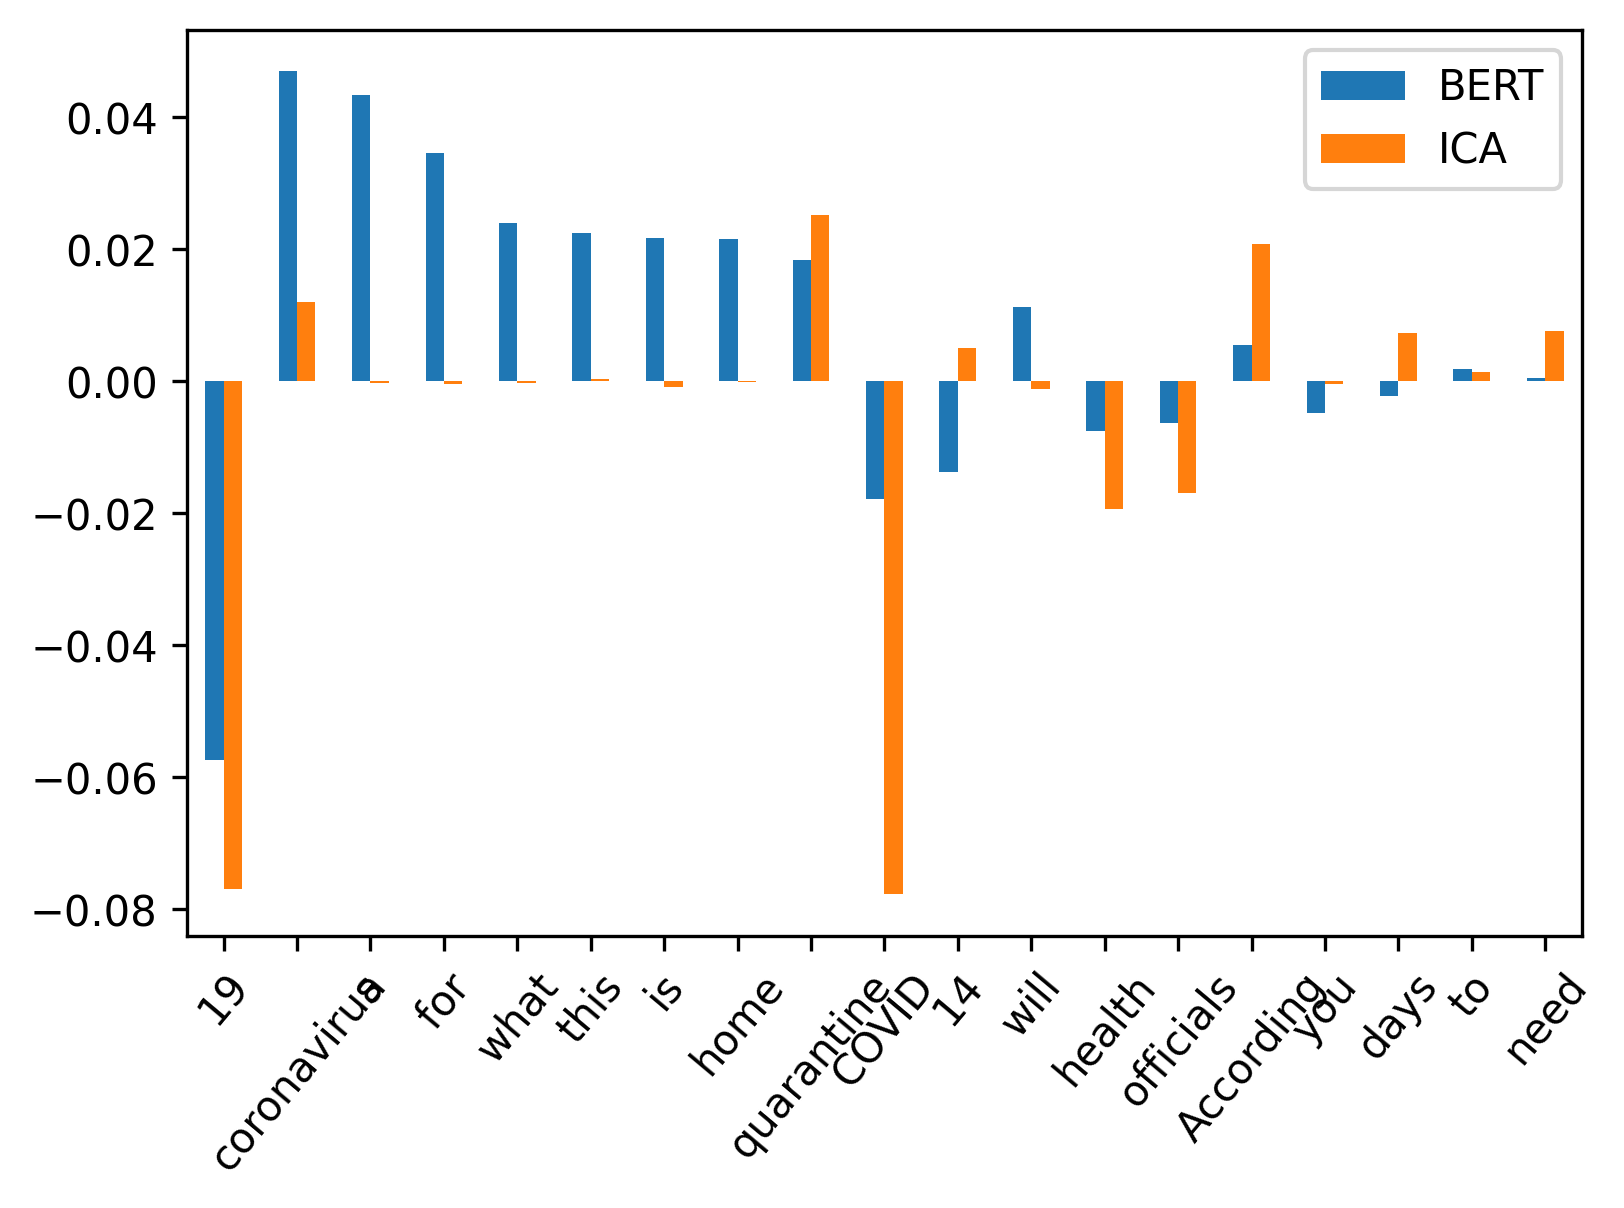 BERT
ICA
0.04
0.02
0.00
−0.02
−0.04
−0.06
−0.08
19
coronavirus
a
for
what
this
is
home
quarantine
COVID
14
will
health
officials
According
you
days
to
need